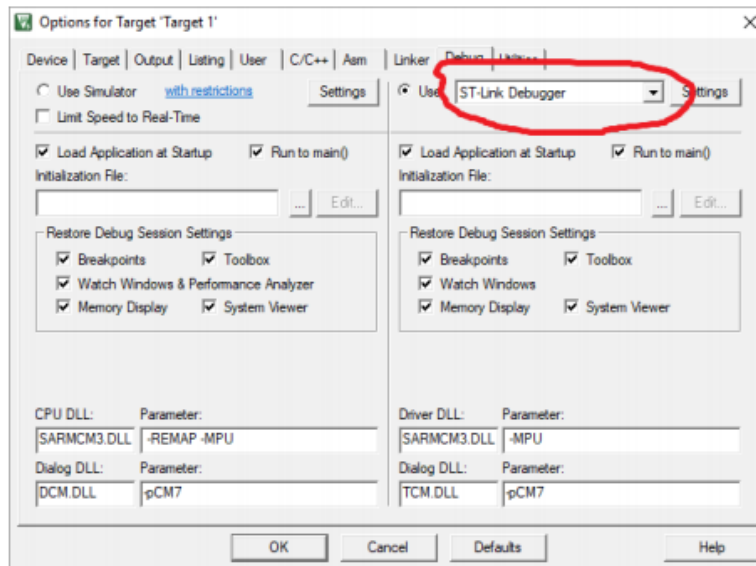 Options for Target 'Target 1'
Device Target Output Listing User C/C++ Asm Linker Debug Utilities
Use Simulator with restrictions Settings
Limit Speed to Real-Time
Use ST-Link Debugger Settings
Load Application at Startup Run to main()
Initialization File:
... Edit...
Restore Debug Session Settings
Breakpoints Toolbox
Watch Windows & Performance Analyzer
Memory Display System Viewer
Load Application at Startup Run to main()
Initialization File:
... Edit...
Restore Debug Session Settings
Breakpoints Toolbox
Watch Windows
Memory Display System Viewer
CPU DLL: Parameter:
SARMCM3.DLL -REMAP -MPU
Dialog DLL: Parameter:
DCM.DLL -pCM7
Driver DLL: Parameter:
SARMCM3.DLL -MPU
Dialog DLL: Parameter:
TCM.DLL -pCM7
OK Cancel Defaults Help